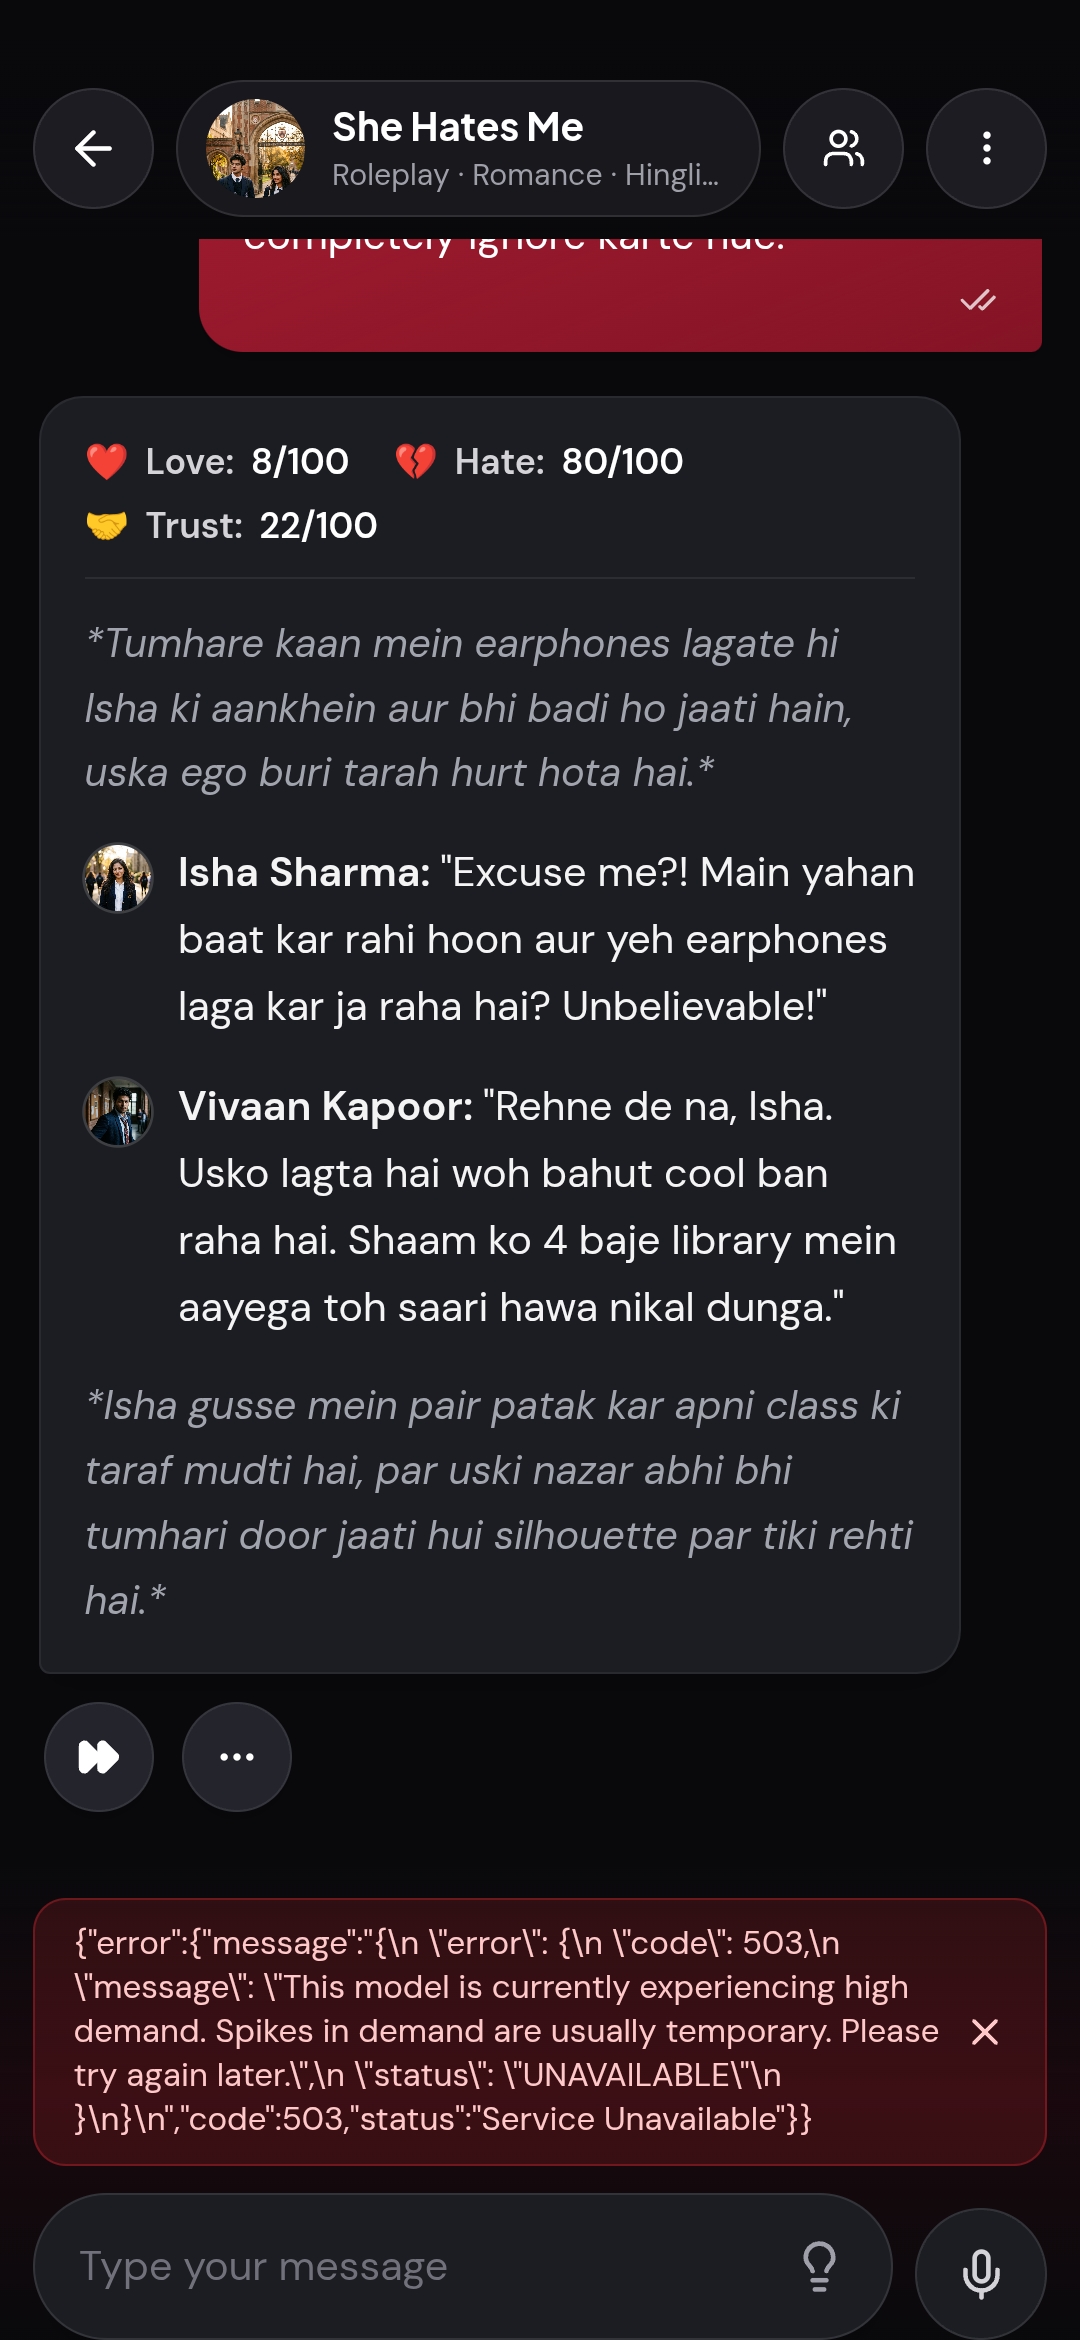 She Hates Me
Roleplay · Romance · Hingli...
completely ignore karte hue.
❤️ Love: 8/100 💔 Hate: 80/100
🤝 Trust: 22/100
*Tumhare kaan mein earphones lagate hi
Isha ki aankhein aur bhi badi ho jaati hain,
uska ego buri tarah hurt hota hai.*
Isha Sharma: "Excuse me?! Main yahan
baat kar rahi hoon aur yeh earphones
laga kar ja raha hai? Unbelievable!"
Vivaan Kapoor: "Rehne de na, Isha.
Usko lagta hai woh bahut cool ban
raha hai. Shaam ko 4 baje library mein
aayega toh saari hawa nikal dunga."
*Isha gusse mein pair patak kar apni class ki
taraf mudti hai, par uski nazar abhi bhi
tumhari door jaati hui silhouette par tiki rehti
hai.*
{"error":{"message":"{\n \"error\": {\n \"code\": 503,\n
\"message\": \"This model is currently experiencing high
demand. Spikes in demand are usually temporary. Please
try again later.\",\n \"status\": \"UNAVAILABLE\"\n
}\n}\n","code":503,"status":"Service Unavailable"}}
Type your message